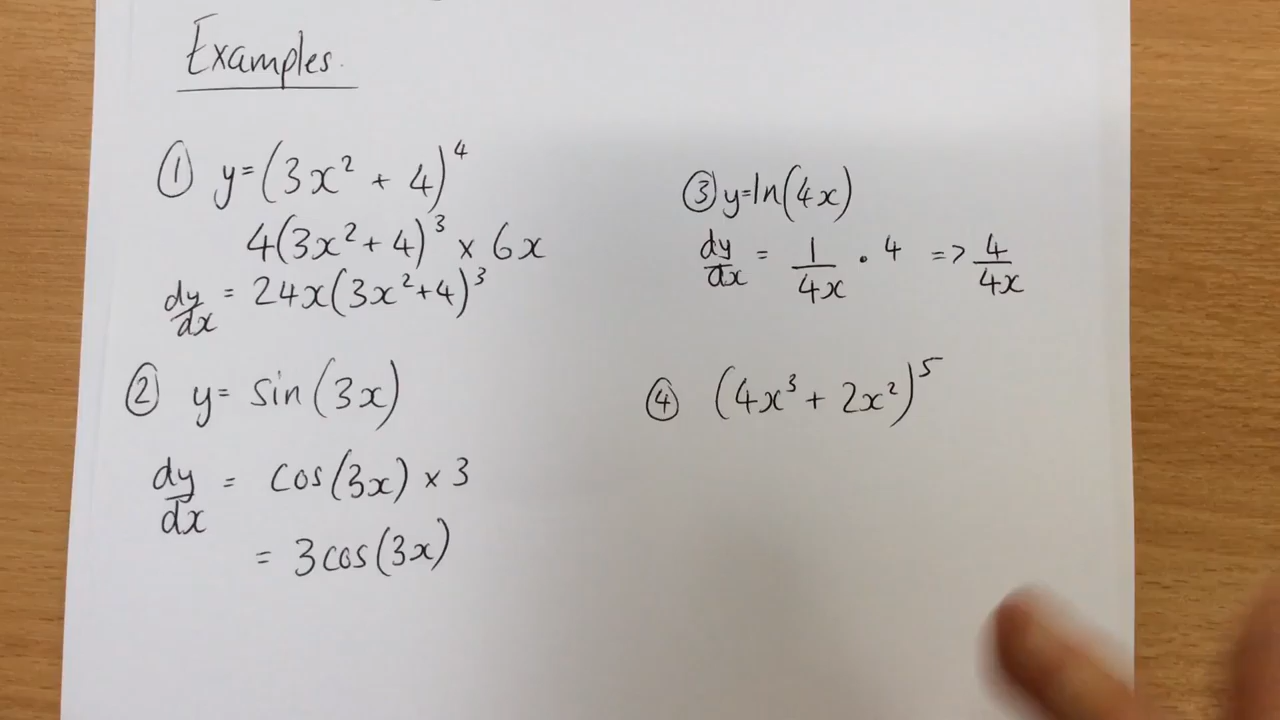 Examples.
① y=(3x² + 4)⁴
4(3x²+4)³ × 6x
dy/dx = 24x(3x²+4)³
② y= sin(3x)
dy/dx = cos(3x) × 3
= 3cos(3x)
③ y=ln(4x)
dy/dx = 1/4x · 4 => 4/4x
④ (4x³ + 2x²)⁵